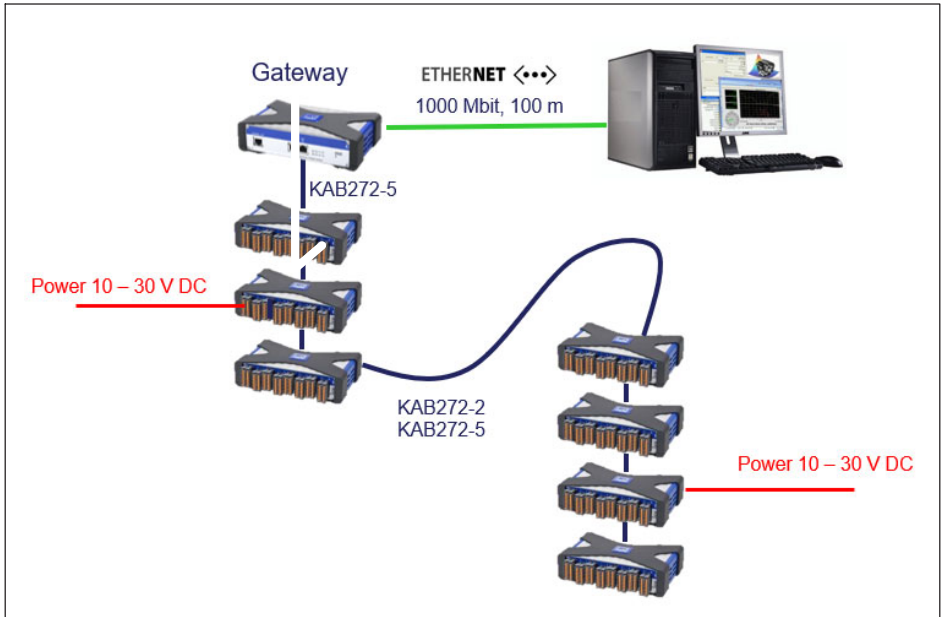 Gateway
ETHERNET <•••>
1000 Mbit, 100 m
KAB272-5
Power 10 – 30 V DC
KAB272-2
KAB272-5
Power 10 – 30 V DC